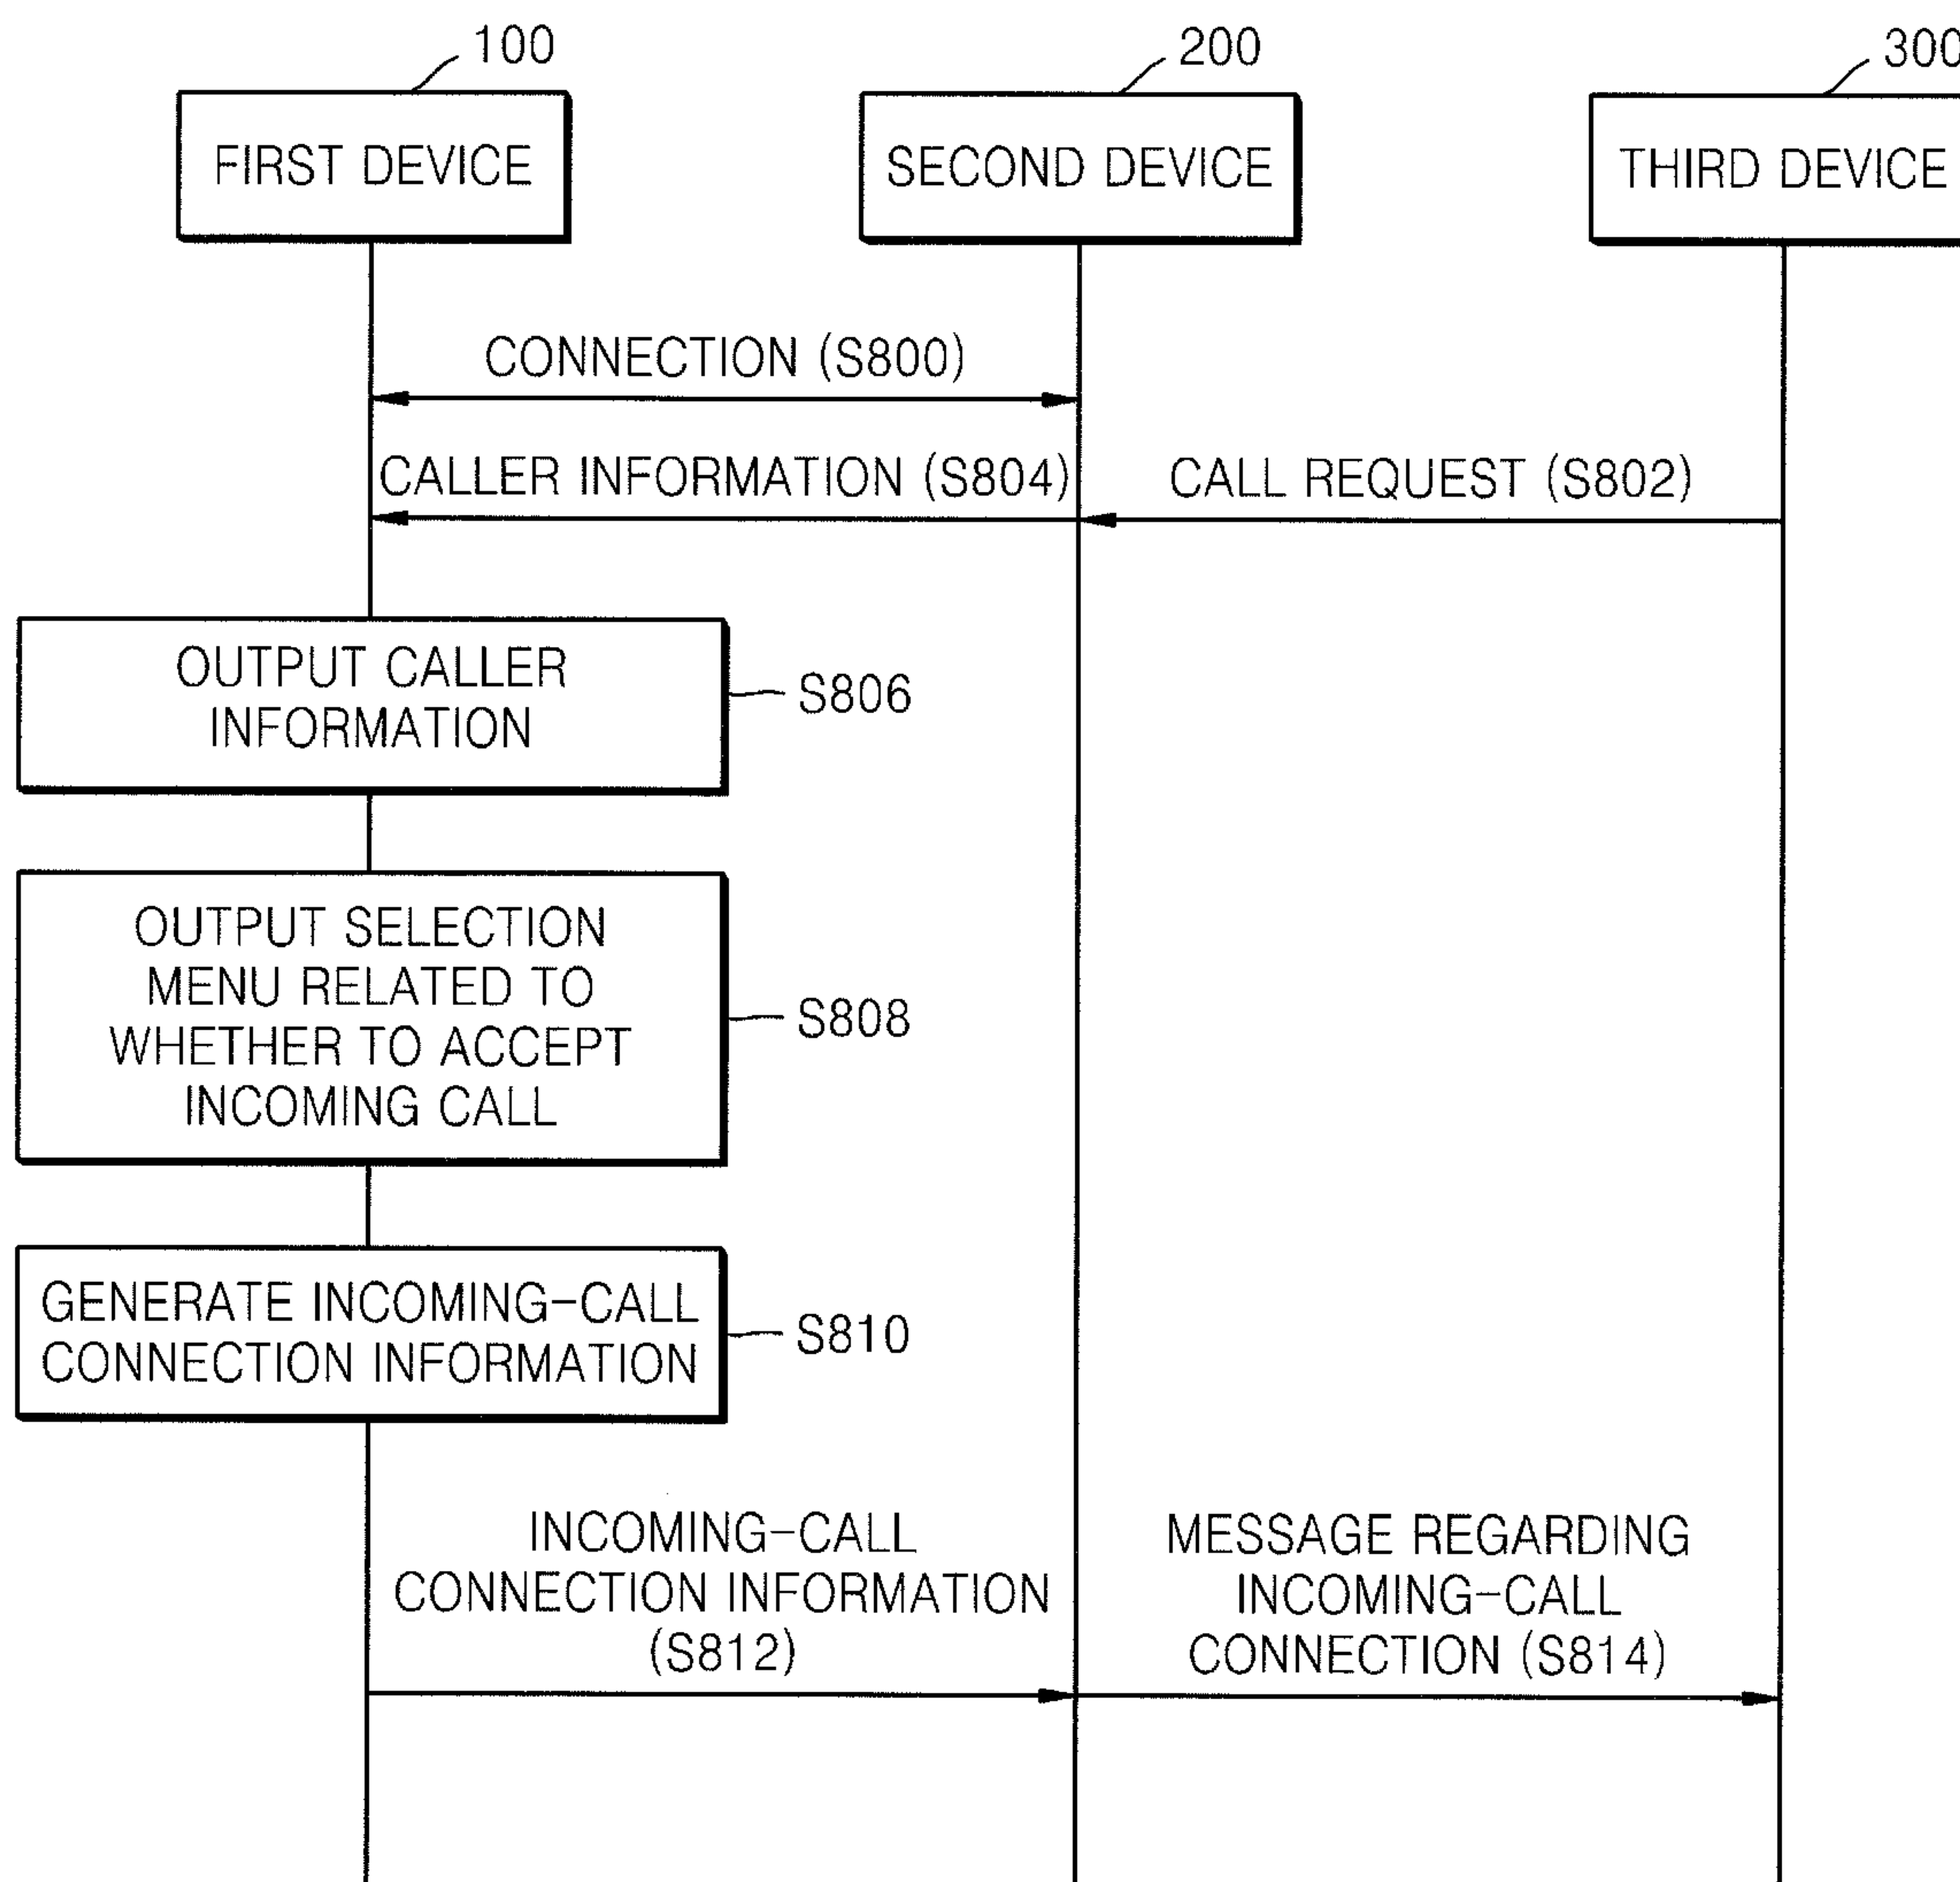 100
200
300
FIRST DEVICE
SECOND DEVICE
THIRD DEVICE
CONNECTION (S800)
CALLER INFORMATION (S804)
CALL REQUEST (S802)
OUTPUT CALLER
INFORMATION
S806
OUTPUT SELECTION
MENU RELATED TO
WHETHER TO ACCEPT
INCOMING CALL
S808
GENERATE INCOMING-CALL
CONNECTION INFORMATION
S810
INCOMING-CALL
CONNECTION INFORMATION
(S812)
MESSAGE REGARDING
INCOMING-CALL
CONNECTION (S814)